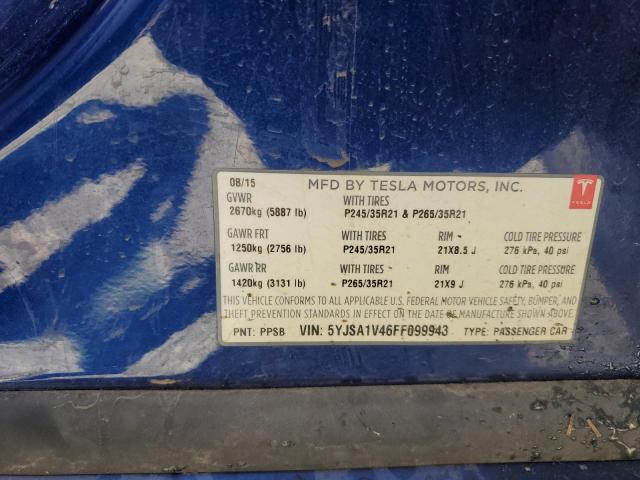 08/15 MFD BY TESLA MOTORS, INC.
GVWR WITH TIRES
2670kg (5887 lb) P245/35R21 & P265/35R21
TESLA
GAWR FRT WITH TIRES RIM COLD TIRE PRESSURE
1250kg (2756 lb) P245/35R21 21X8.5 J 276 kPa, 40 psi
GAWR RR WITH TIRES RIM COLD TIRE PRESSURE
1420kg (3131 lb) P265/35R21 21X9 J 276 kPa, 40 psi
THIS VEHICLE CONFORMS TO ALL APPLICABLE U.S. FEDERAL MOTOR VEHICLE SAFETY, BUMPER, AND
THEFT PREVENTION STANDARDS IN EFFECT ON THE DATE OF MANUFACTURE SHOWN ABOVE.
PNT: PPSB VIN: 5YJSA1V46FF099943 TYPE: PASSENGER CAR